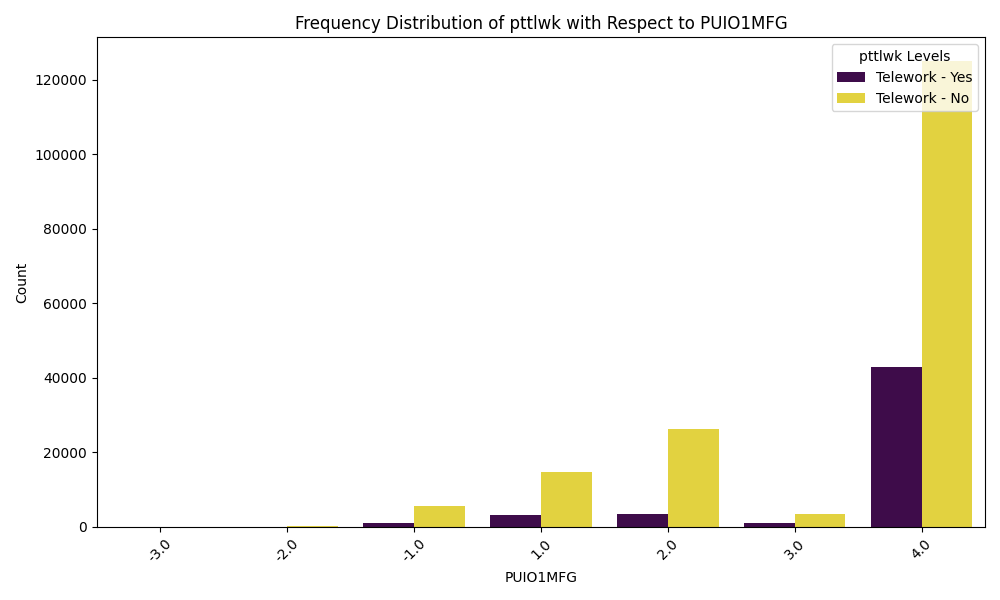 Frequency Distribution of pttlwk with Respect to PUIO1MFG
pttlwk Levels
Telework - Yes
Telework - No
120000
100000
80000
60000
40000
20000
0
Count
-3.0
-2.0
-1.0
1.0
2.0
3.0
4.0
PUIO1MFG